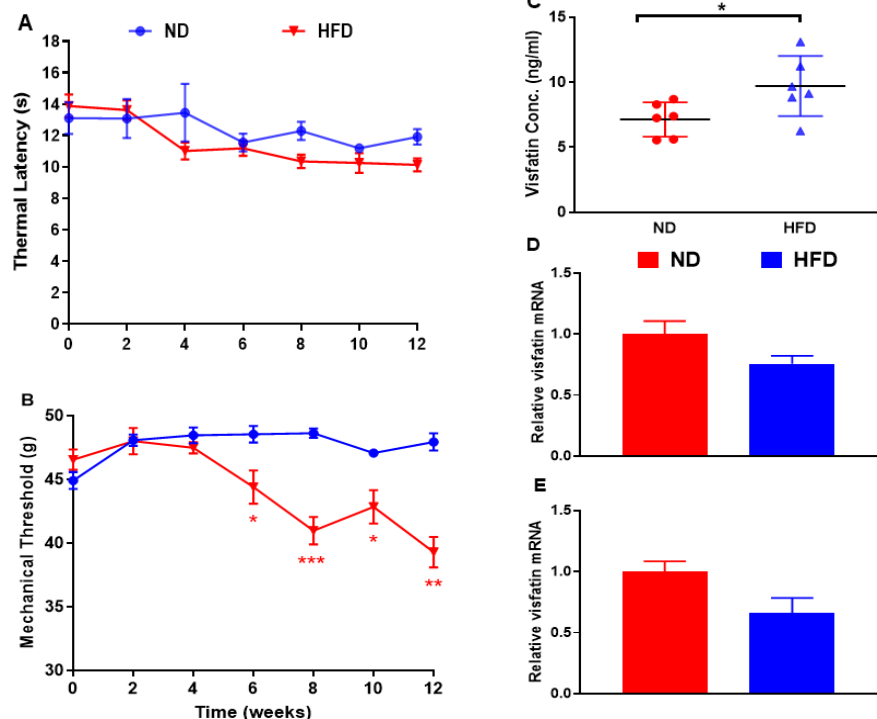 A
ND
HFD
Thermal Latency (s)
18
16
14
12
10
8
6
4
2
0
0 2 4 6 8 10 12
B
Mechanical Threshold (g)
50
45
40
35
30
*
***
*
**
0 2 4 6 8 10 12
Time (weeks)
C
*
Visfatin Conc. (ng/ml)
15
10
5
0
ND HFD
D
ND HFD
Relative visfatin mRNA
1.5
1.0
0.5
0.0
E
Relative visfatin mRNA
1.5
1.0
0.5
0.0